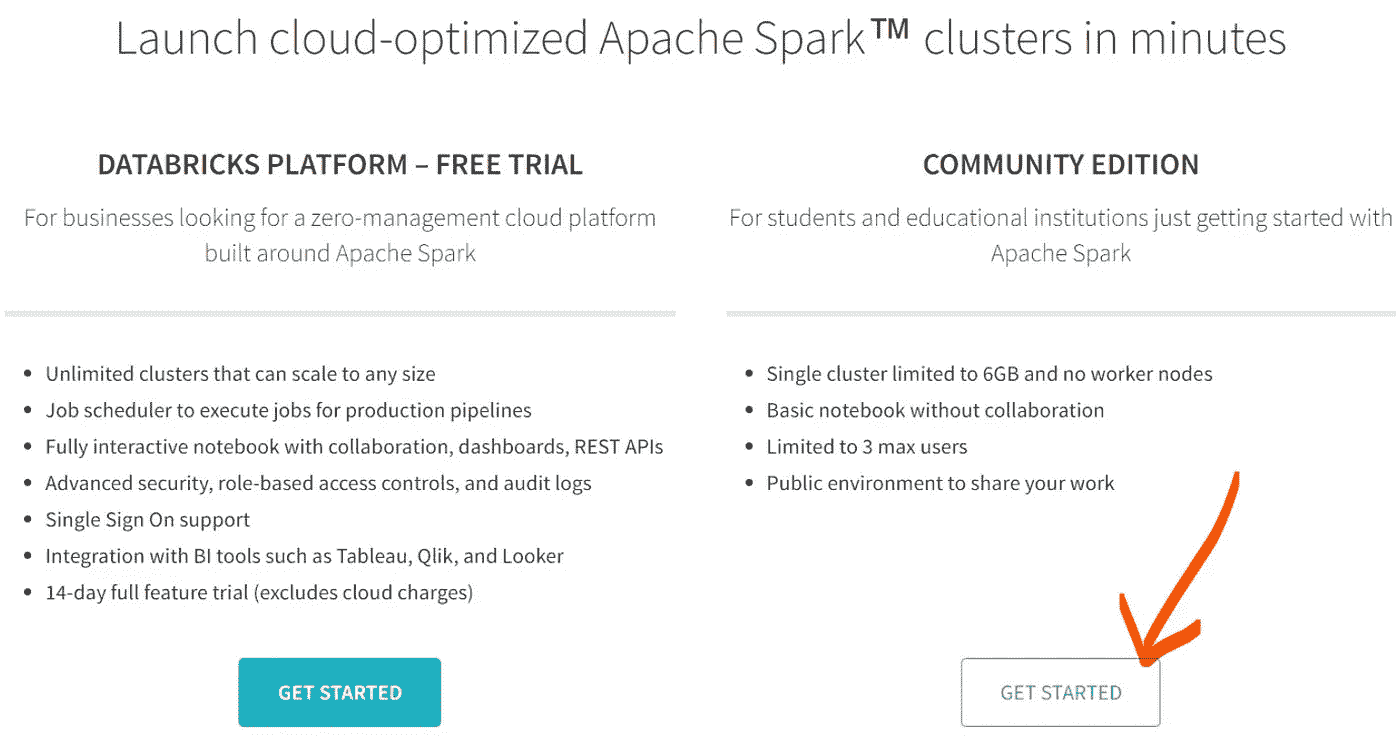 Launch cloud-optimized Apache Spark™ clusters in minutes
DATABRICKS PLATFORM – FREE TRIAL
For businesses looking for a zero-management cloud platform
built around Apache Spark
• Unlimited clusters that can scale to any size
• Job scheduler to execute jobs for production pipelines
• Fully interactive notebook with collaboration, dashboards, REST APIs
• Advanced security, role-based access controls, and audit logs
• Single Sign On support
• Integration with BI tools such as Tableau, Qlik, and Looker
• 14-day full feature trial (excludes cloud charges)
GET STARTED
COMMUNITY EDITION
For students and educational institutions just getting started with
Apache Spark
• Single cluster limited to 6GB and no worker nodes
• Basic notebook without collaboration
• Limited to 3 max users
• Public environment to share your work
GET STARTED